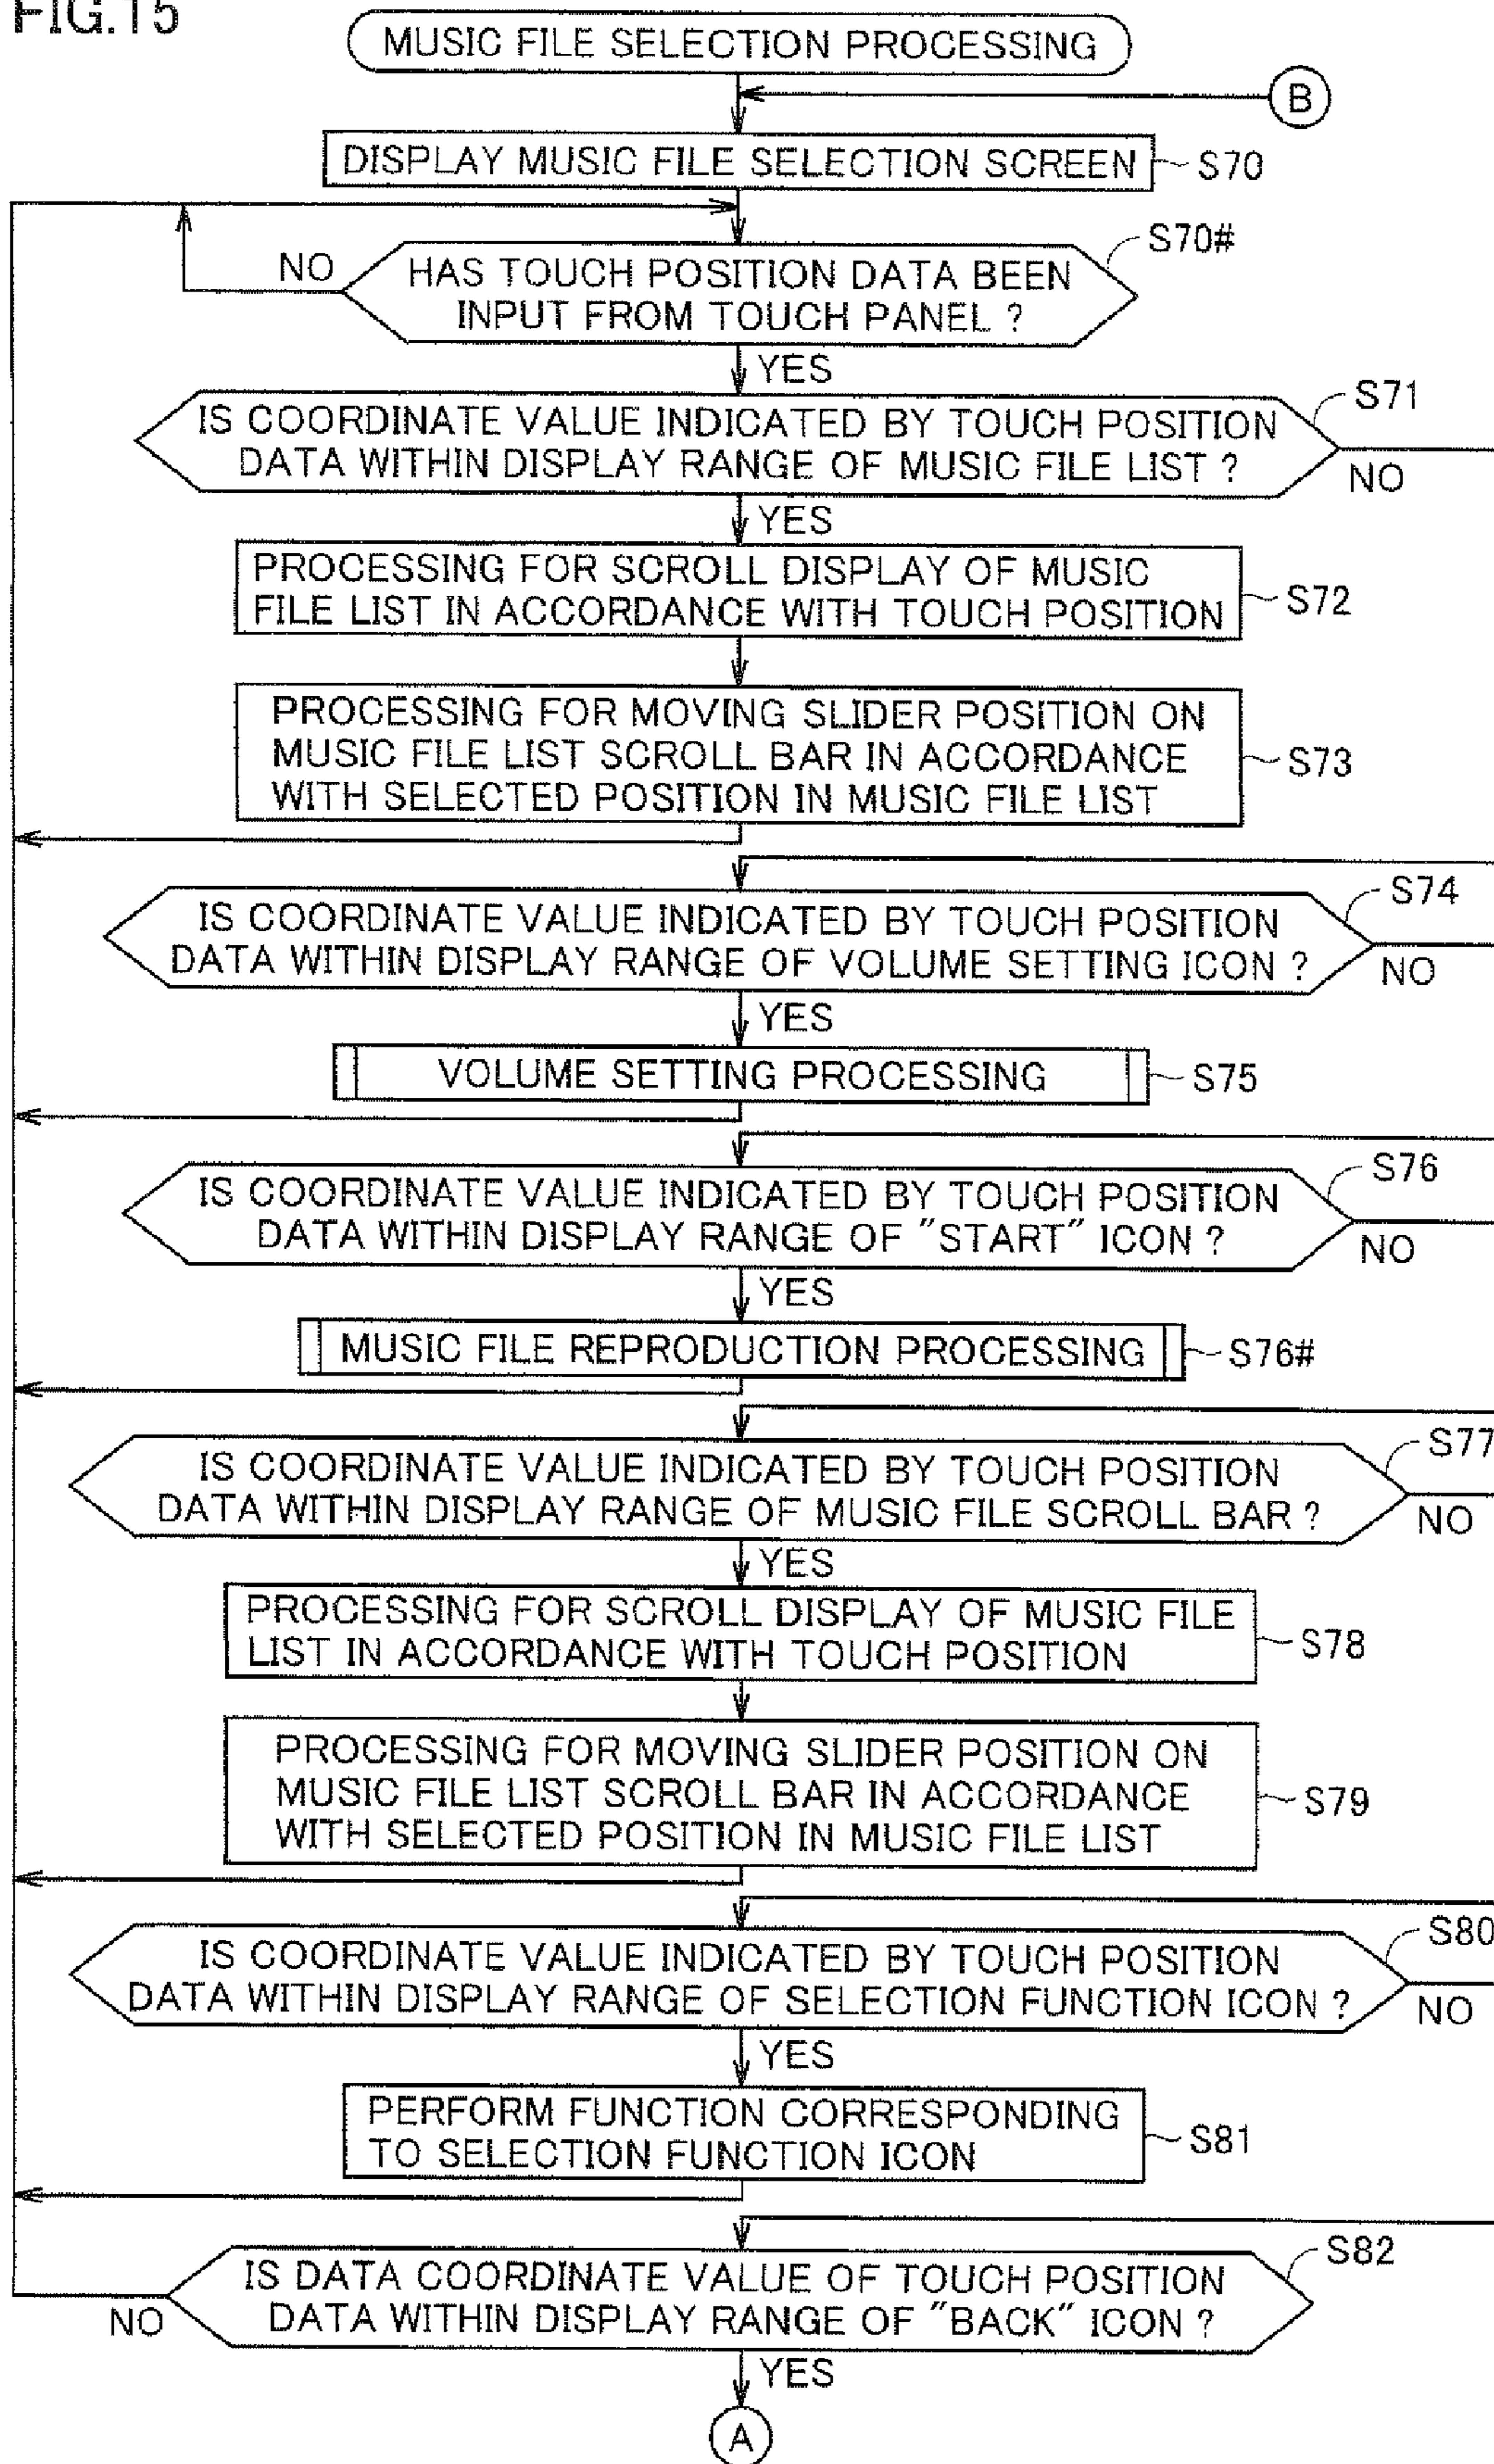 FIG.15
MUSIC FILE SELECTION PROCESSING
B
DISPLAY MUSIC FILE SELECTION SCREEN
S70
S70#
HAS TOUCH POSITION DATA BEEN
INPUT FROM TOUCH PANEL ?
NO
YES
S71
IS COORDINATE VALUE INDICATED BY TOUCH POSITION
DATA WITHIN DISPLAY RANGE OF MUSIC FILE LIST ?
NO
YES
PROCESSING FOR SCROLL DISPLAY OF MUSIC
FILE LIST IN ACCORDANCE WITH TOUCH POSITION
S72
PROCESSING FOR MOVING SLIDER POSITION ON
MUSIC FILE LIST SCROLL BAR IN ACCORDANCE
WITH SELECTED POSITION IN MUSIC FILE LIST
S73
S74
IS COORDINATE VALUE INDICATED BY TOUCH POSITION
DATA WITHIN DISPLAY RANGE OF VOLUME SETTING ICON ?
NO
YES
VOLUME SETTING PROCESSING
S75
S76
IS COORDINATE VALUE INDICATED BY TOUCH POSITION
DATA WITHIN DISPLAY RANGE OF "START" ICON ?
NO
YES
MUSIC FILE REPRODUCTION PROCESSING
S76#
S77
IS COORDINATE VALUE INDICATED BY TOUCH POSITION
DATA WITHIN DISPLAY RANGE OF MUSIC FILE SCROLL BAR ?
NO
YES
PROCESSING FOR SCROLL DISPLAY OF MUSIC FILE
LIST IN ACCORDANCE WITH TOUCH POSITION
S78
PROCESSING FOR MOVING SLIDER POSITION ON
MUSIC FILE LIST SCROLL BAR IN ACCORDANCE
WITH SELECTED POSITION IN MUSIC FILE LIST
S79
S80
IS COORDINATE VALUE INDICATED BY TOUCH POSITION
DATA WITHIN DISPLAY RANGE OF SELECTION FUNCTION ICON ?
NO
YES
PERFORM FUNCTION CORRESPONDING
TO SELECTION FUNCTION ICON
S81
S82
IS DATA COORDINATE VALUE OF TOUCH POSITION
DATA WITHIN DISPLAY RANGE OF "BACK" ICON ?
NO
YES
A